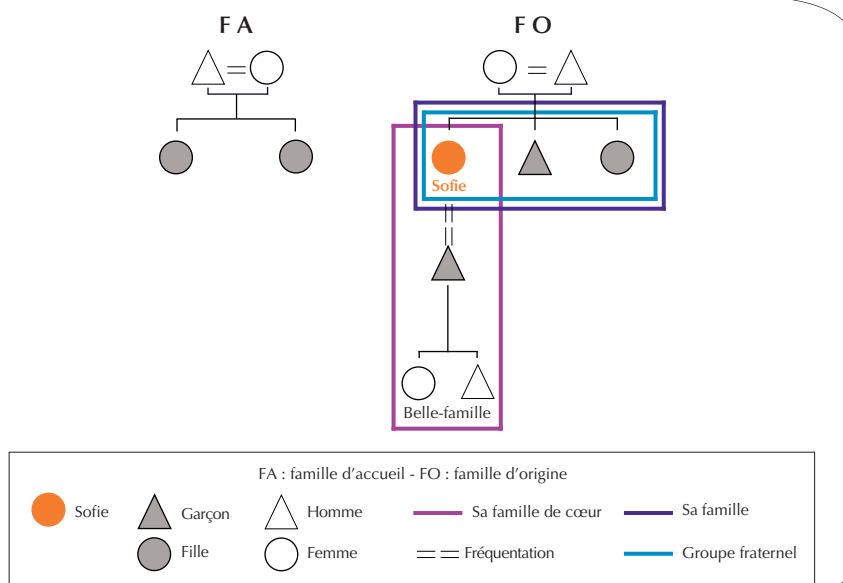 F A
F O
Sofie
Belle-famille
FA : famille d'accueil - FO : famille d'origine
Sofie
Garçon
Homme
Sa famille de cœur
Sa famille
Fille
Femme
Fréquentation
Groupe fraternel